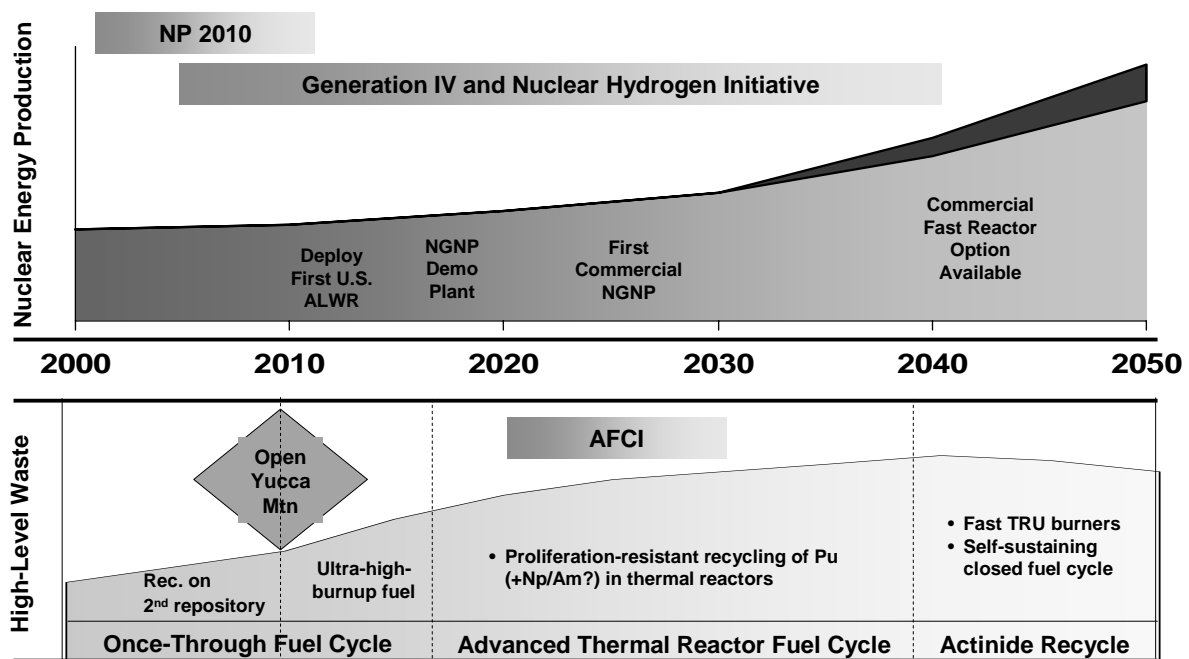 NP 2010
Generation IV and Nuclear Hydrogen Initiative
Nuclear Energy Production
Deploy
First U.S.
ALWR
NGNP
Demo
Plant
First
Commercial
NGNP
Commercial
Fast Reactor
Option
Available
2000 2010 2020 2030 2040 2050
High-Level Waste
Open
Yucca
Mtn
AFCI
Rec. on
2nd repository
Ultra-high-
burnup fuel
• Proliferation-resistant recycling of Pu
(+Np/Am?) in thermal reactors
• Fast TRU burners
• Self-sustaining
closed fuel cycle
Once-Through Fuel Cycle
Advanced Thermal Reactor Fuel Cycle
Actinide Recycle